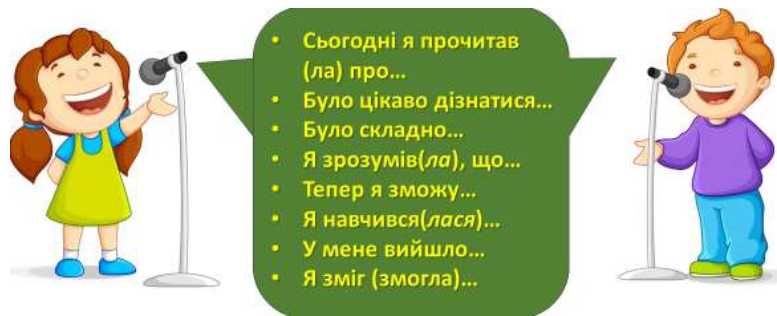 • Сьогодні я прочитав
(ла) про…
• Було цікаво дізнатися…
• Було складно…
• Я зрозумів(ла), що…
• Тепер я зможу…
• Я навчився(лася)…
• У мене вийшло…
• Я зміг (змогла)…